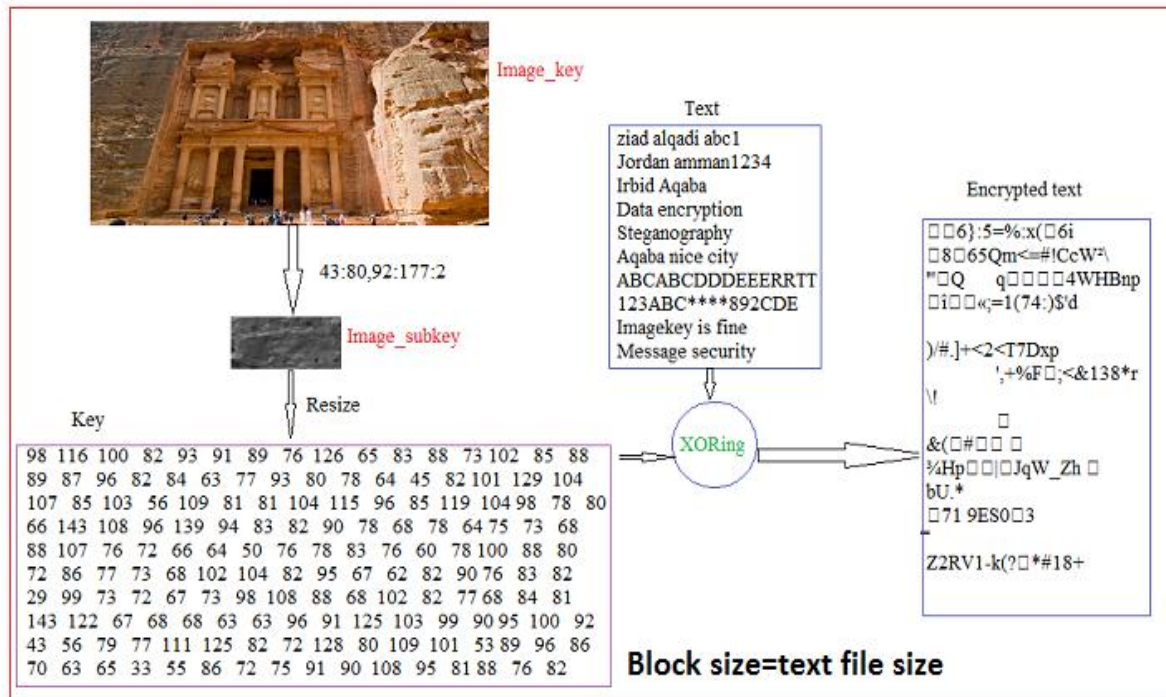 Image_key
43:80,92:177:2
Image_subkey
Resize
Key
98 116 100 82 93 91 89 76 126 65 83 88 73 102 85 88
89 87 96 82 84 63 77 93 80 78 64 45 82 101 129 104
107 85 103 56 109 81 81 104 115 96 85 119 104 98 78 80
66 143 108 96 139 94 83 82 90 78 68 78 64 75 73 68
88 107 76 72 66 64 50 76 78 83 76 60 78 100 88 80
72 86 77 73 68 102 104 82 95 67 62 82 90 76 83 82
29 99 73 72 67 73 98 108 88 68 102 82 77 68 84 81
143 122 67 68 68 63 63 96 91 125 103 99 90 95 100 92
43 56 79 77 111 125 82 72 128 80 109 101 53 89 96 86
70 63 65 33 55 86 72 75 91 90 108 95 81 88 76 82
Text
ziad alqadi abc1
Jordan amman1234
Irbid Aqaba
Data encryption
Steganography
Aqaba nice city
ABCABCDDDEEERRTT
123ABC****892CDE
Imagekey is fine
Message security
XORing
Encrypted text
□□6}:5=%:x(□6i
□8□65Qm<=#!CcW²\
'"□Q q□□□□4WHBnp
□î□□«;=1(74:)$'d
)/#.]+<2<T7Dxp
',+%F□;<&138*r
\!
□
&(□#□□ □
¾Hp□□|□JqW_Zh □
bU.*
□71 9ES0□3
Z2RV1-k(?□*#18+
Block size=text file size